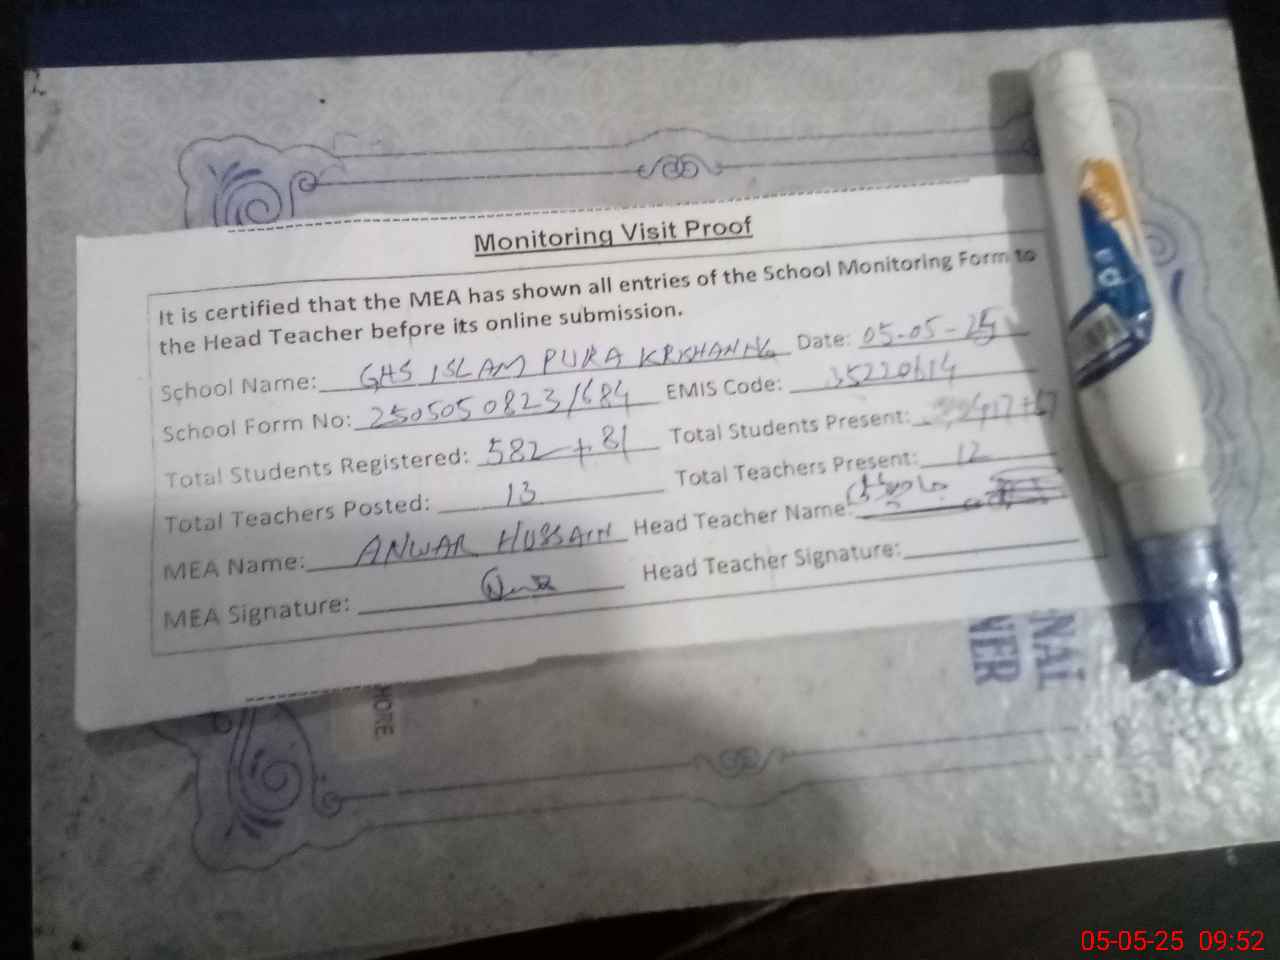 Monitoring Visit Proof
It is certified that the MEA has shown all entries of the School Monitoring Form to
the Head Teacher before its online submission.
School Name: GHS ISLAM PURA Date: 05-05-25
School Form No: 2505050823/684 EMIS Code: 35220614
Total Students Registered: 582 + 81 Total Students Present:
Total Teachers Posted: 13 Total Teachers Present: 12
MEA Name: ANWAR HUSSAIN Head Teacher Name:
MEA Signature: Head Teacher Signature:
HORE
NAL
NER
05-05-25 09:52